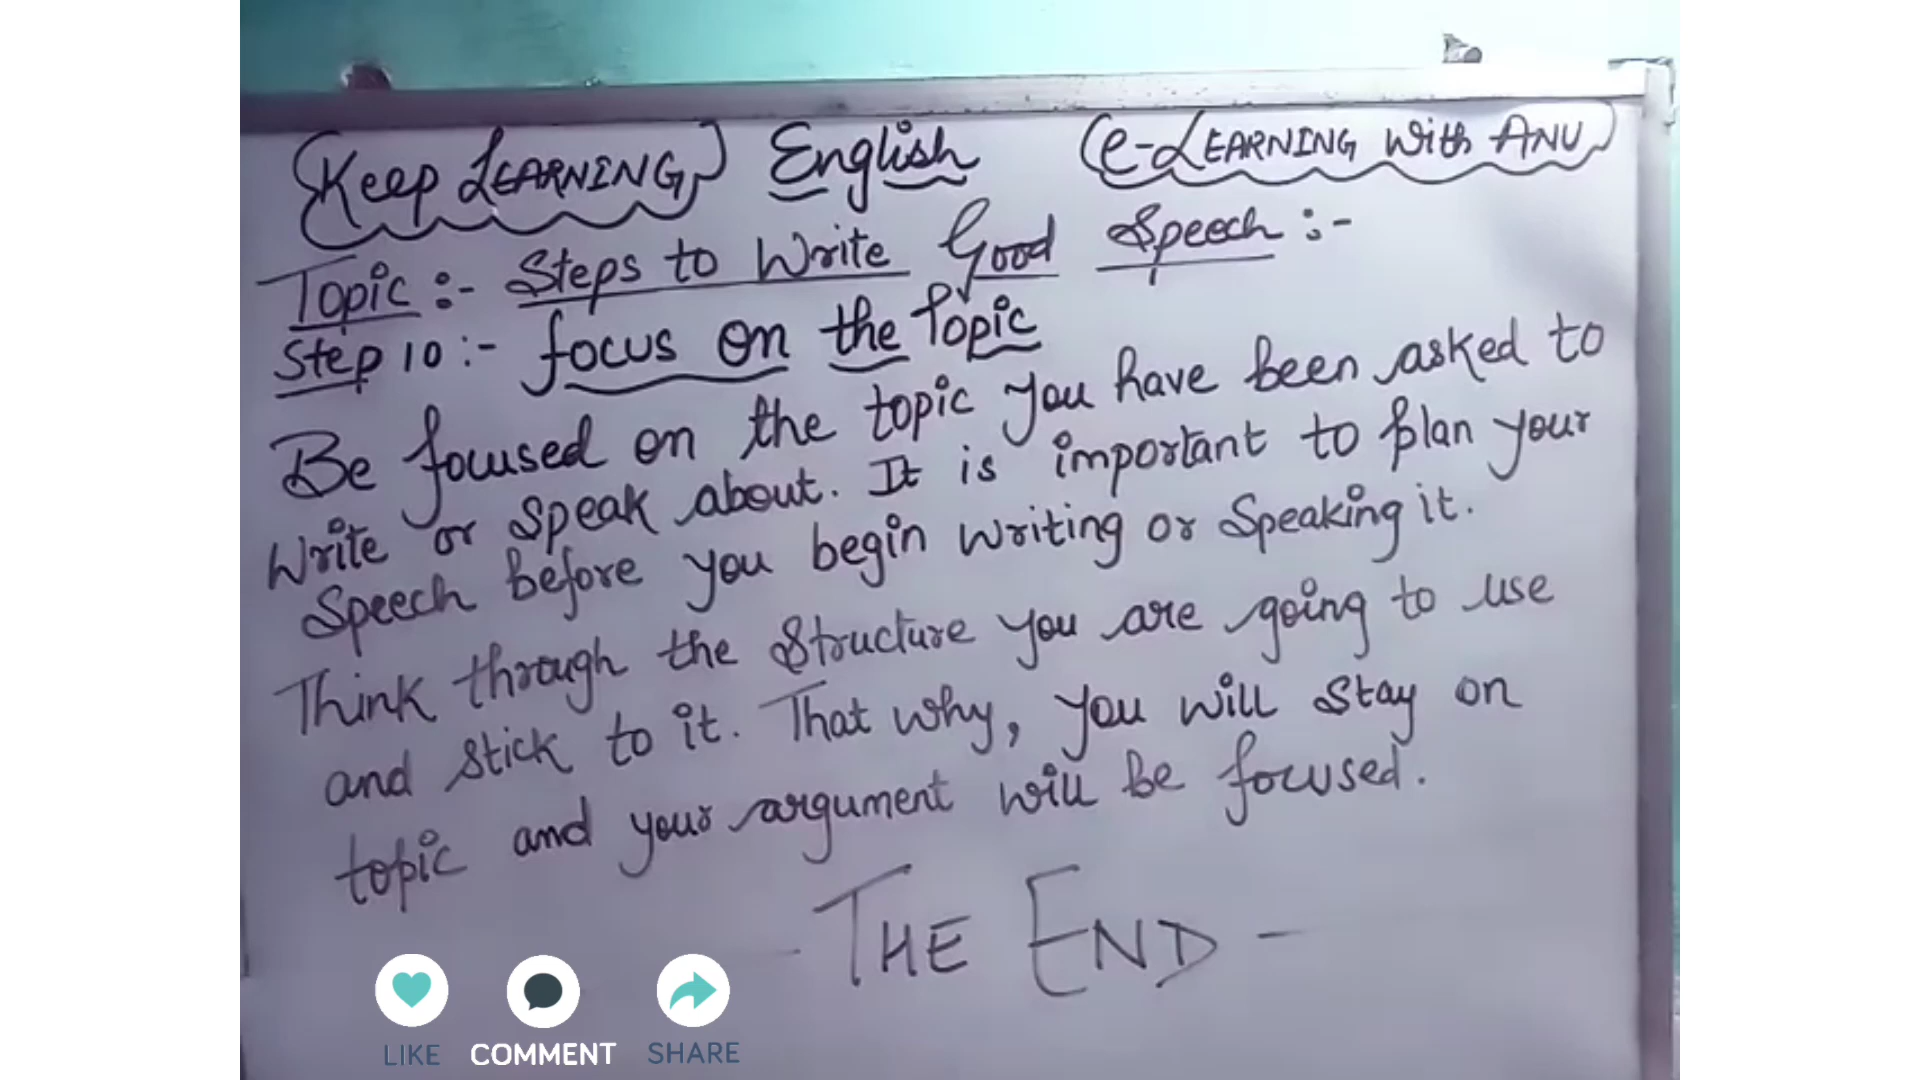 Keep LEARNING English e-LEARNING With ANU
Topic :- Steps to Write Good Speech :-
Step 10 :- focus on the Topic
Be focused on the topic you have been asked to
Write or speak about. It is important to plan your
Speech before you begin writing or Speaking it.
Think through the Structure you are going to use
and stick to it. That why, you will stay on
topic and your argument will be focused.
- THE END -
LIKE COMMENT SHARE